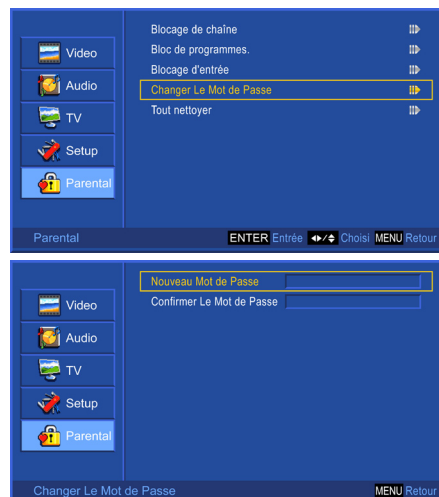 Blocage de chaîne
Bloc de programmes.
Blocage d'entrée
Changer Le Mot de Passe
Tout nettoyer
Video
Audio
TV
Setup
Parental
Parental ENTER Entrée ◄►/▲▼ Choisi MENU Retour
Nouveau Mot de Passe
Confirmer Le Mot de Passe
Video
Audio
TV
Setup
Parental
Changer Le Mot de Passe MENU Retour